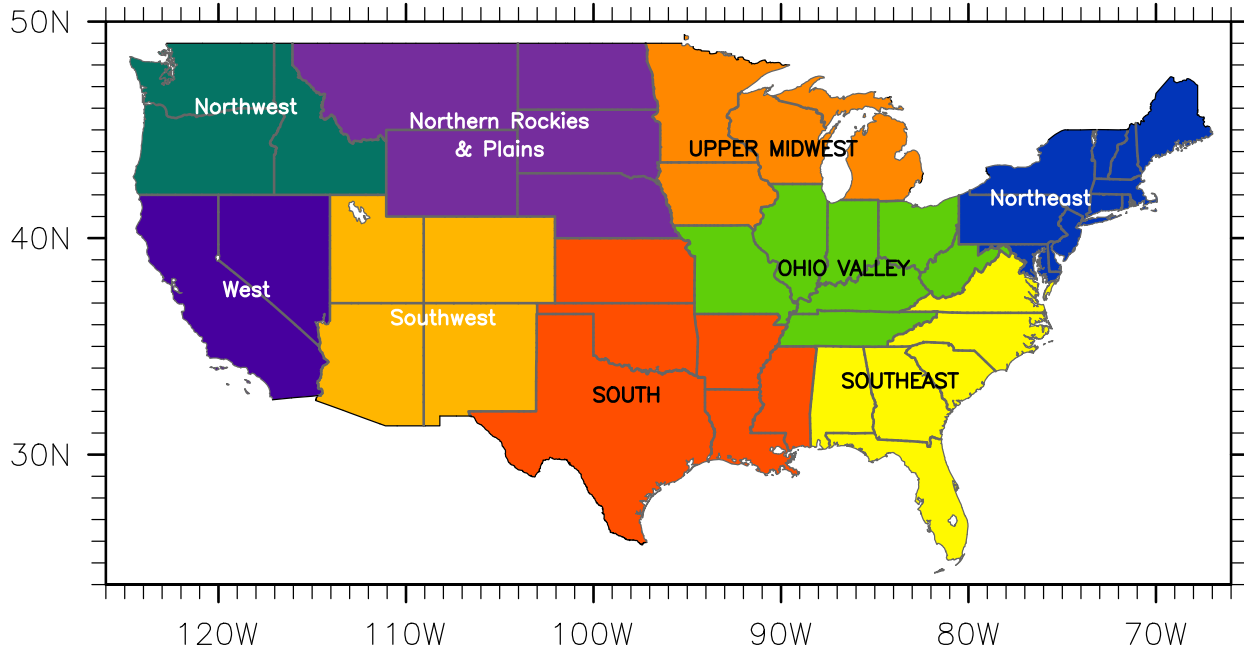 50N
Northwest
Northern Rockies
& Plains
UPPER MIDWEST
Northeast
40N
OHIO VALLEY
West
Southwest
SOUTHEAST
SOUTH
30N
120W 110W 100W 90W 80W 70W